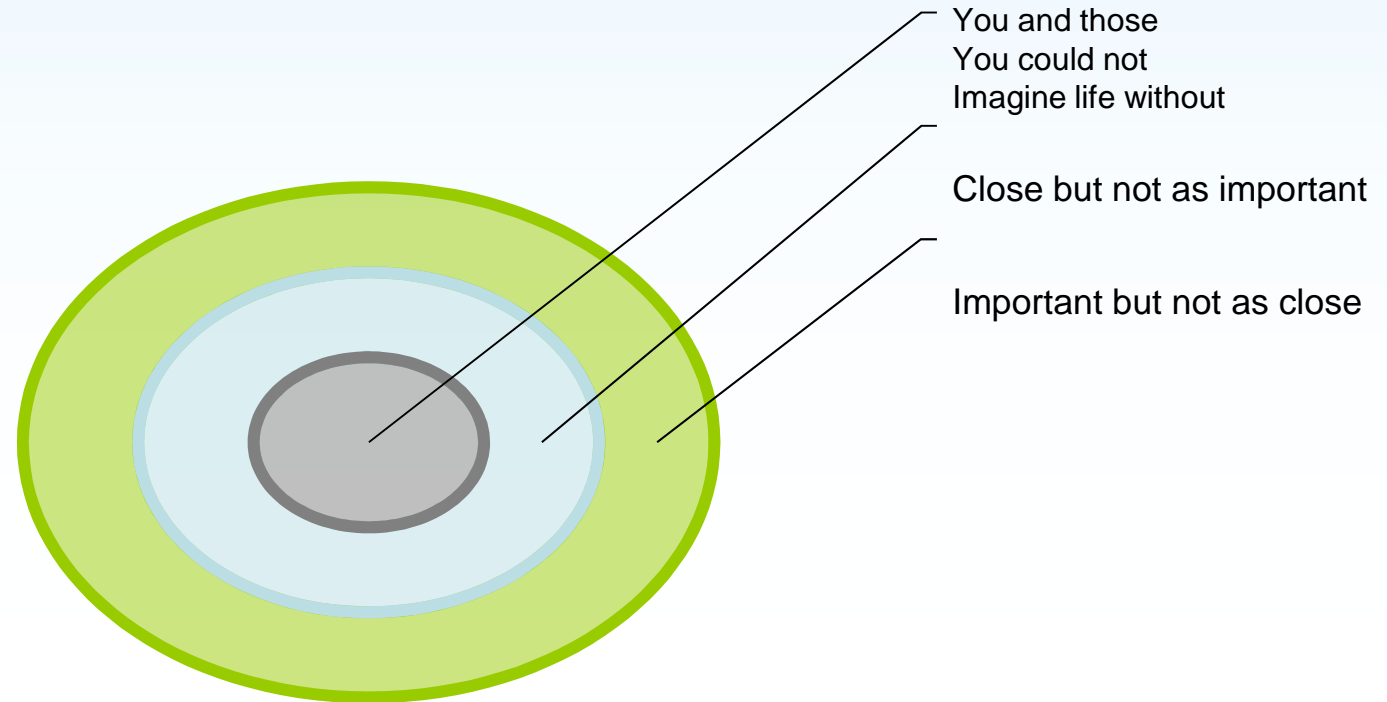 You and those
You could not
Imagine life without
Close but not as important
Important but not as close